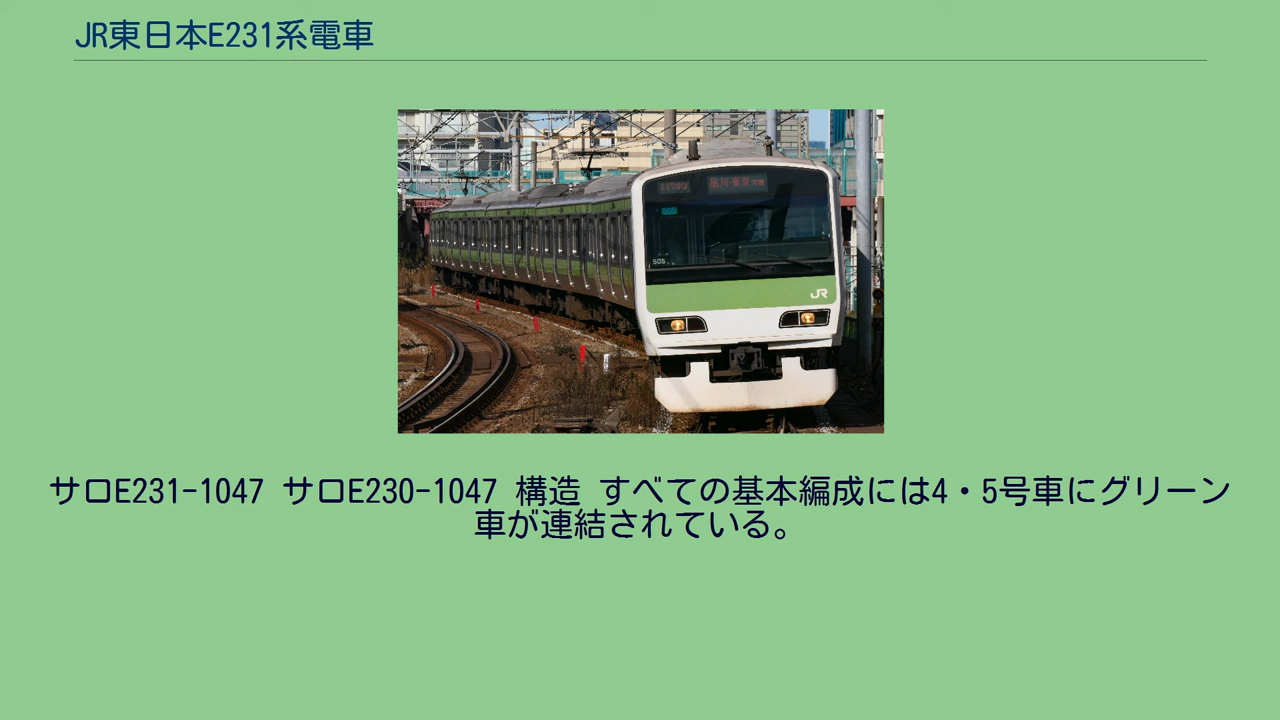 JR東日本E231系電車
505
JR
サロE231-1047 サロE230-1047 構造 すべての基本編成には4・5号車にグリーン
車が連結されている。